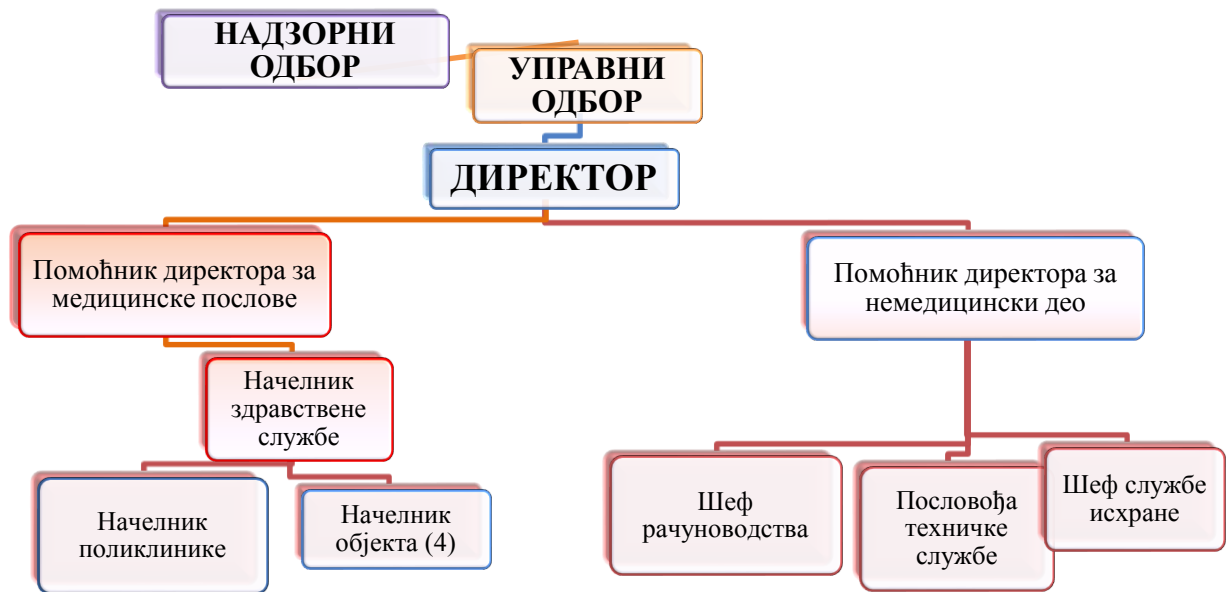 НАДЗОРНИ
ОДБОР
УПРАВНИ
ОДБОР
ДИРЕКТОР
Помоћник директора за
медицинске послове
Помоћник директора за
немедицински део
Начелник
здравствене
службе
Начелник
поликлинике
Начелник
објекта (4)
Шеф
рачуноводства
Пословођа
техничке
службе
Шеф службе
исхране